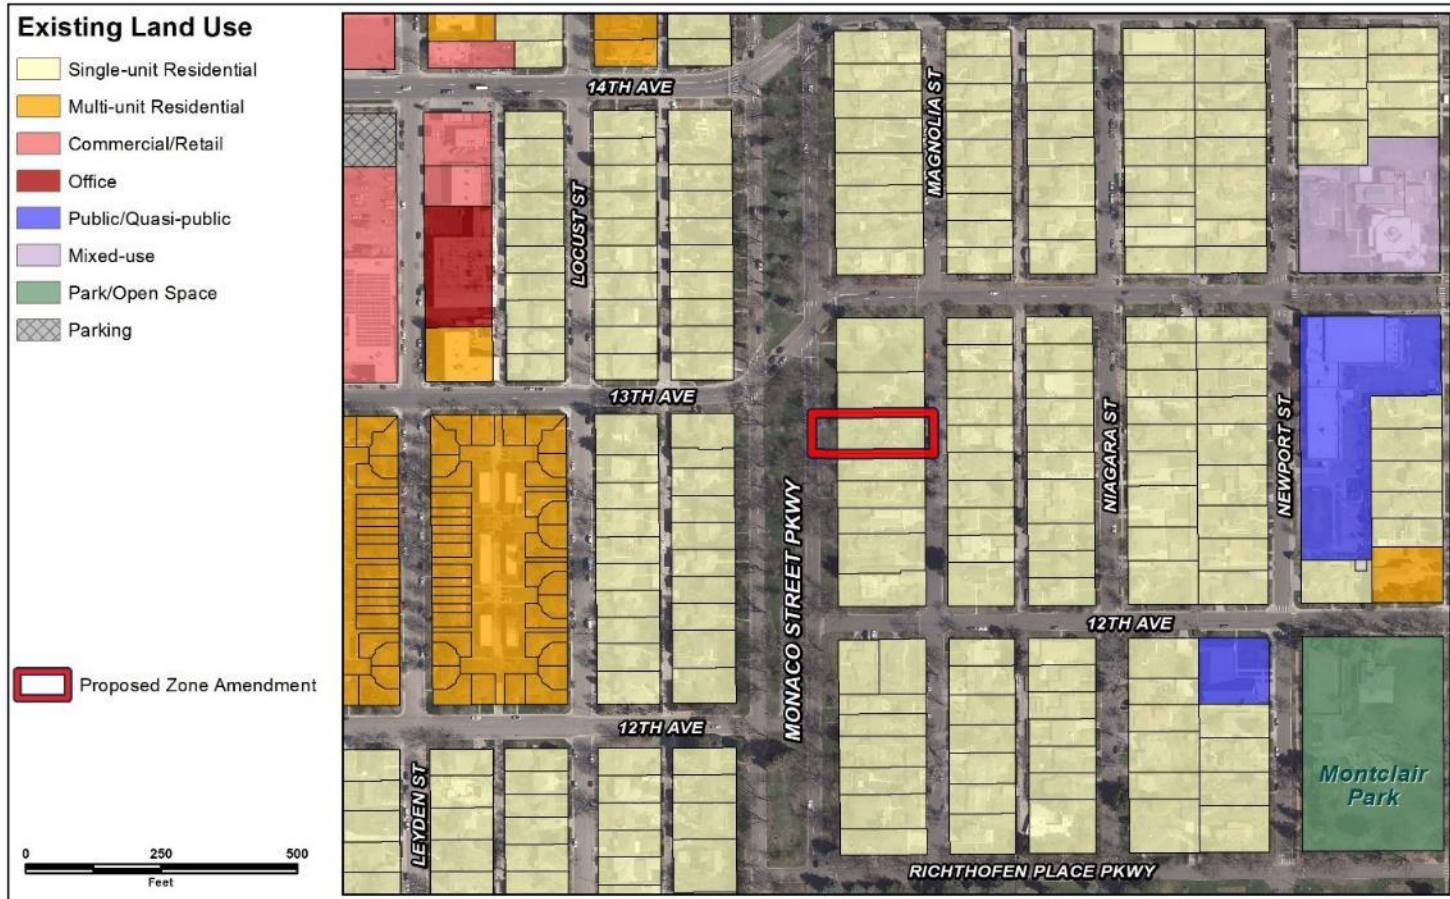 Existing Land Use
Single-unit Residential
Multi-unit Residential
Commercial/Retail
Office
Public/Quasi-public
Mixed-use
Park/Open Space
Parking
Proposed Zone Amendment
0 250 500
Feet
14TH AVE
MAGNOLIA ST
LOCUST ST
13TH AVE
NIAGARA ST
NEWPORT ST
MONACO STREET PKWY
12TH AVE
12TH AVE
LEYDEN ST
Montclair
Park
RICHTHOFEN PLACE PKWY